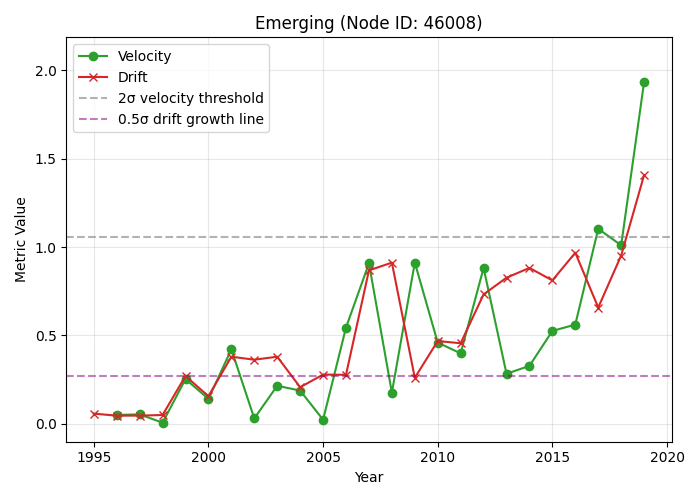 Emerging (Node ID: 46008)
Velocity
Drift
2σ velocity threshold
0.5σ drift growth line
Metric Value
2.0
1.5
1.0
0.5
0.0
1995
2000
2005
2010
2015
2020
Year